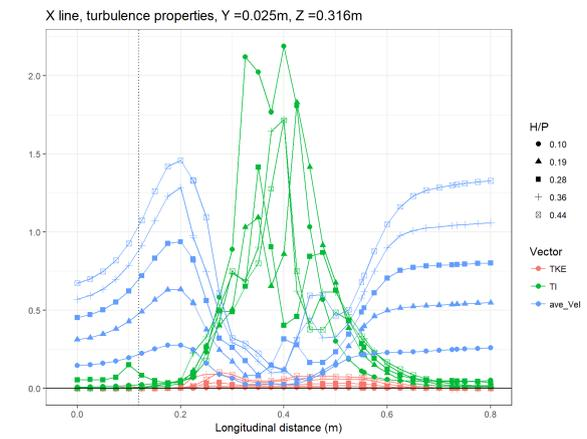 X line, turbulence properties, Y =0.025m, Z =0.316m
2.0
1.5
1.0
0.5
0.0
0.0 0.2 0.4 0.6 0.8
Longitudinal distance (m)
H/P
0.10
0.19
0.28
0.36
0.44
Vector
TKE
TI
ave_Vel